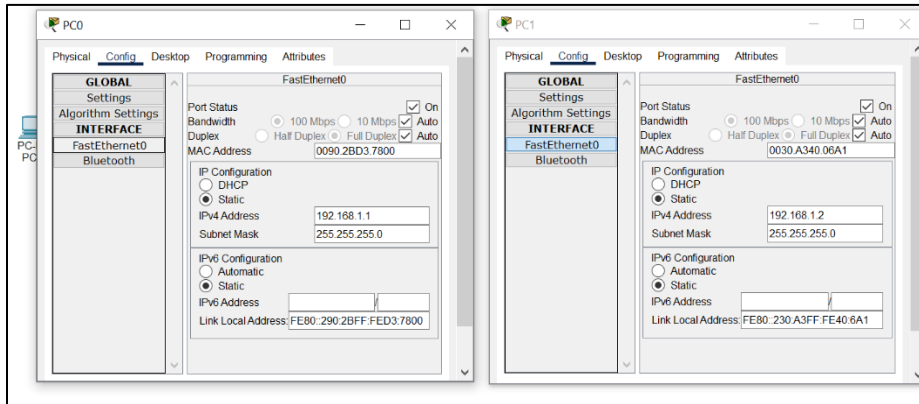 PC0
Physical Config Desktop Programming Attributes
GLOBAL
Settings
Algorithm Settings
INTERFACE
FastEthernet0
Bluetooth
FastEthernet0
Port Status On
Bandwidth 100 Mbps 10 Mbps Auto
Duplex Half Duplex Full Duplex Auto
MAC Address 0090.2BD3.7800
IP Configuration
DHCP
Static
IPv4 Address 192.168.1.1
Subnet Mask 255.255.255.0
IPv6 Configuration
Automatic
Static
IPv6 Address /
Link Local Address: FE80::290:2BFF:FED3:7800
PC1
Physical Config Desktop Programming Attributes
GLOBAL
Settings
Algorithm Settings
INTERFACE
FastEthernet0
Bluetooth
FastEthernet0
Port Status On
Bandwidth 100 Mbps 10 Mbps Auto
Duplex Half Duplex Full Duplex Auto
MAC Address 0030.A340.06A1
IP Configuration
DHCP
Static
IPv4 Address 192.168.1.2
Subnet Mask 255.255.255.0
IPv6 Configuration
Automatic
Static
IPv6 Address /
Link Local Address: FE80::230:A3FF:FE40:6A1
PC-
PC